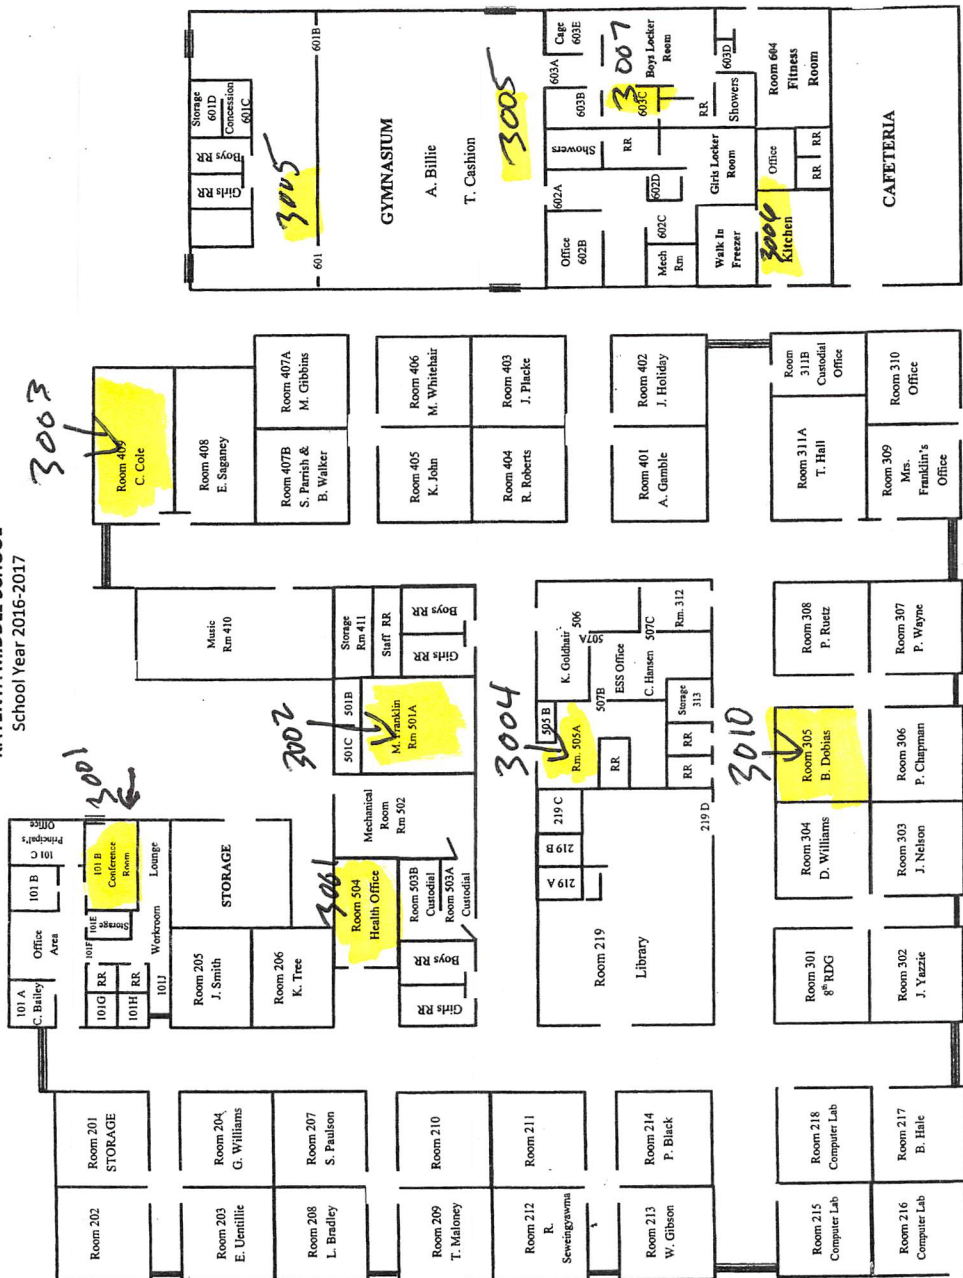 MIDDLE SCHOOL
School Year 2016-2017
101 A
C. Bailey
Office
Area
101 B
101 C
Principal's
Office
3001
101F
101E
Storage
101 B
Conference
Room
101G
RR
101H
RR
101J
Workroom
Lounge
Room 201
STORAGE
Room 202
Room 204
G. Williams
Room 203
E. Uentillie
Room 207
S. Paulson
Room 208
L. Bradley
Room 210
Room 209
T. Maloney
Room 211
Room 212
R.
Seweingyawma
Room 214
P. Black
Room 213
W. Gibson
Room 218
Computer Lab
Room 215
Computer Lab
Room 217
B. Haie
Room 216
Computer Lab
Room 205
J. Smith
Room 206
K. Tree
STORAGE
3061
Room 504
Health Office
Room 503B
Custodial
Room 503A
Custodial
Boys RR
Girls RR
Mechanical
Room
Rm 502
3002
501C
501B
M. Franklin
Rm 501A
Music
Rm 410
Storage
Rm 411
Staff RR
Boys RR
Girls RR
Room 219
Library
219 A
219 B
219 C
219 D
3004
505 B
Rm. 505A
RR
K. Goldhair
506
507A
507B
ESS Office
C. Hansen
507C
Rm. 312
Storage
313
RR
RR
3010
Room 301
8th RDG
Room 302
J. Yazzie
Room 304
D. Williams
Room 303
J. Nelson
Room 305
B. Dobias
Room 306
P. Chapman
Room 308
P. Ruetz
Room 307
P. Wayne
3003
Room 409
C. Cole
Room 408
E. Saganey
Room 407B
S. Parrish &
B. Walker
Room 407A
M. Gibbins
Room 405
K. John
Room 406
M. Whitehair
Room 404
R. Roberts
Room 403
J. Placke
Room 401
A. Gamble
Room 402
J. Holiday
Room 311A
T. Hall
Room
311B
Custodial
Office
Room 309
Mrs.
Franklin's
Office
Room 310
Office
Girls RR
Boys RR
Storage
601D
Concession
601C
601B
3005
601
GYMNASIUM
A. Billie
T. Cashion
3005
Office
602B
602A
Showers
RR
603B
603A
Cage
603E
3007
603C
Boys Locker
Room
603D
RR
Showers
Mech
Rm
602C
602D
Girls Locker
Room
Walk In
Freezer
3006
Kitchen
Office
RR
RR
Room 604
Fitness
Room
CAFETERIA